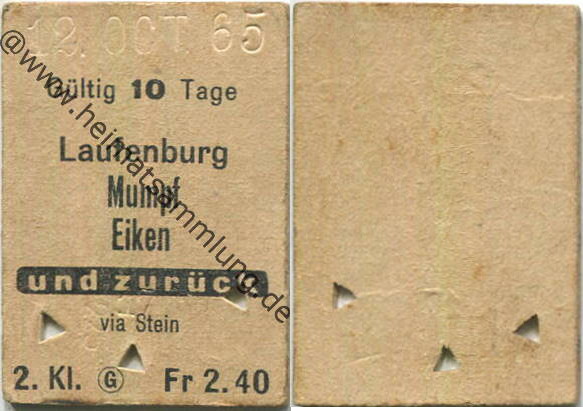 12. OCT 65
Gültig 10 Tage
Laufenburg
Mumpf
Eiken
und zurück
via Stein
2. Kl. G Fr 2.40
@www.heimatsammlung.de